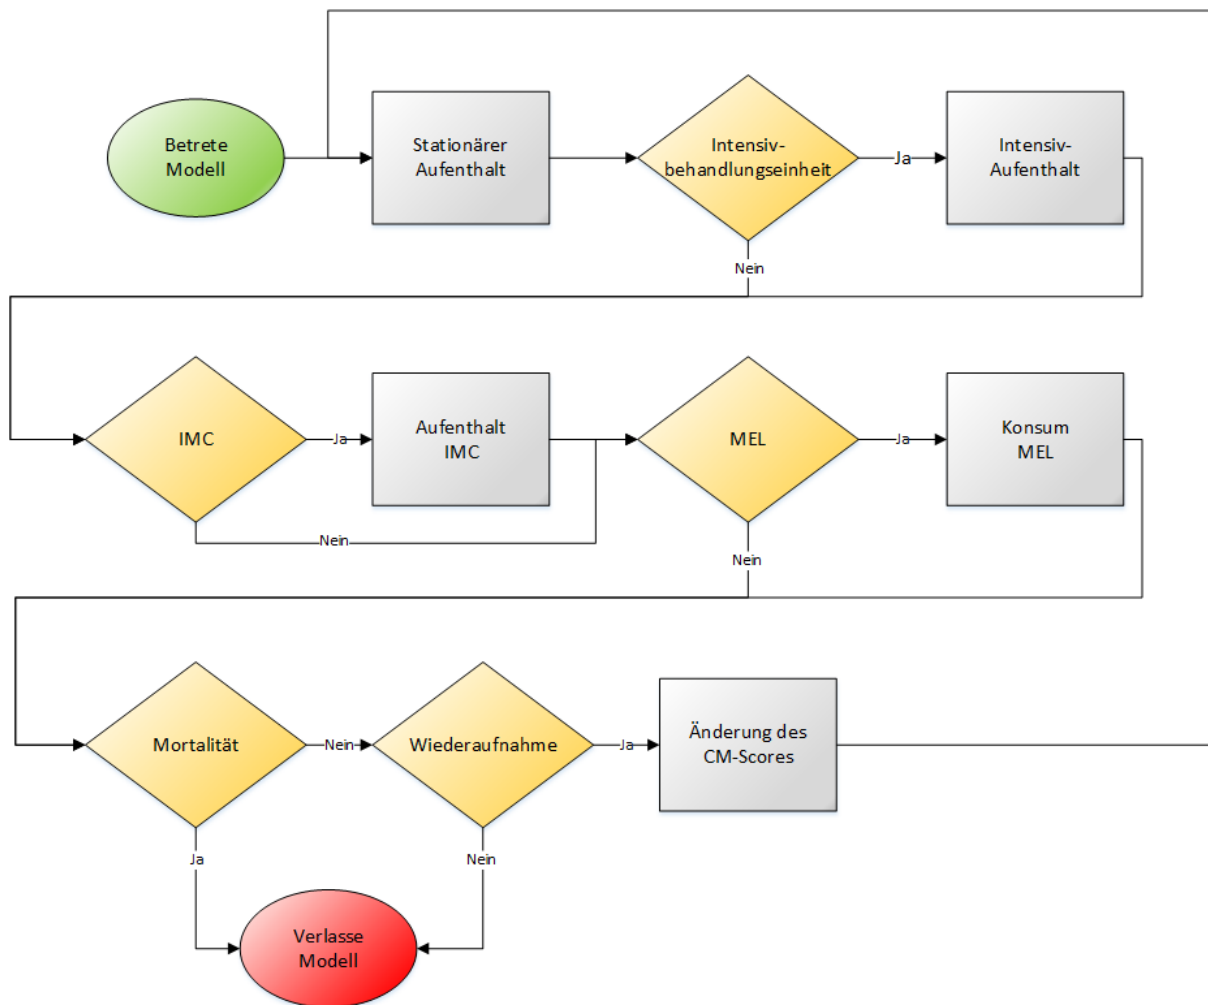 Betrete
Modell
Stationärer
Aufenthalt
Intensiv-
behandlungseinheit
Ja
Intensiv-
Aufenthalt
Nein
IMC
Ja
Aufenthalt
IMC
Nein
MEL
Ja
Konsum
MEL
Nein
Mortalität
Nein
Wiederaufnahme
Ja
Änderung des
CM-Scores
Ja
Nein
Verlasse
Modell